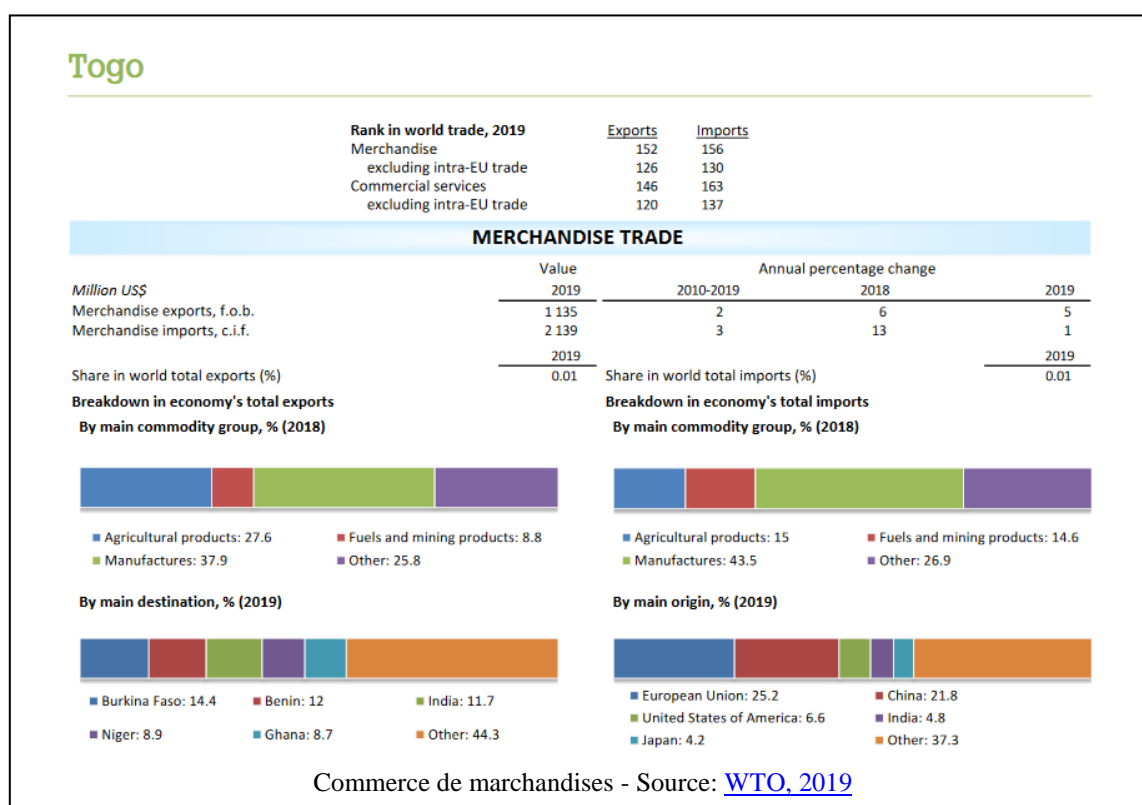 Togo
Rank in world trade, 2019 Exports Imports
Merchandise 152 156
excluding intra-EU trade 126 130
Commercial services 146 163
excluding intra-EU trade 120 137
MERCHANDISE TRADE
Value Annual percentage change
Million US$ 2019 2010-2019 2018 2019
Merchandise exports, f.o.b. 1 135 2 6 5
Merchandise imports, c.i.f. 2 139 3 13 1
2019 2019
Share in world total exports (%) 0.01 Share in world total imports (%) 0.01
Breakdown in economy's total exports Breakdown in economy's total imports
By main commodity group, % (2018) By main commodity group, % (2018)
Agricultural products: 27.6 Fuels and mining products: 8.8 Agricultural products: 15 Fuels and mining products: 14.6
Manufactures: 37.9 Other: 25.8 Manufactures: 43.5 Other: 26.9
By main destination, % (2019) By main origin, % (2019)
Burkina Faso: 14.4 Benin: 12 India: 11.7
Niger: 8.9 Ghana: 8.7 Other: 44.3
European Union: 25.2 China: 21.8
United States of America: 6.6 India: 4.8
Japan: 4.2 Other: 37.3
Commerce de marchandises - Source: WTO, 2019